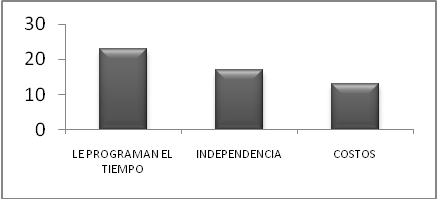 30
20
10
0
LE PROGRAMAN EL
TIEMPO
INDEPENDENCIA
COSTOS